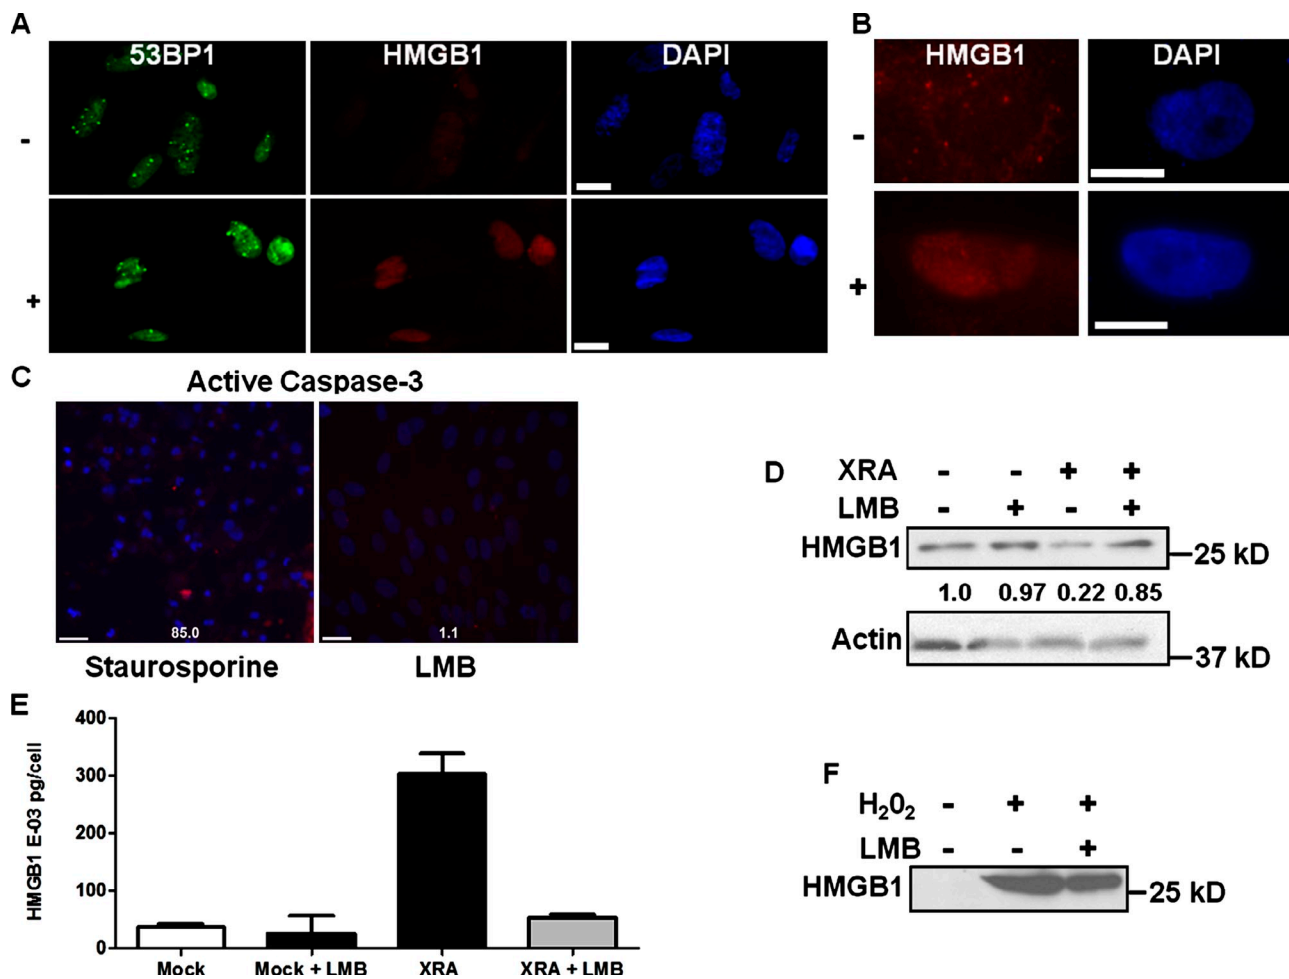 A
53BP1 HMGB1 DAPI
-
+
B
HMGB1 DAPI
-
+
C
Active Caspase-3
85.0 1.1
Staurosporine LMB
D
XRA - - + +
LMB - + - +
HMGB1 25 kD
1.0 0.97 0.22 0.85
Actin 37 kD
E
HMGB1 E-03 pg/cell
400
300
200
100
0
Mock Mock + LMB XRA XRA + LMB
F
H₂0₂ - + +
LMB - - +
HMGB1 25 kD